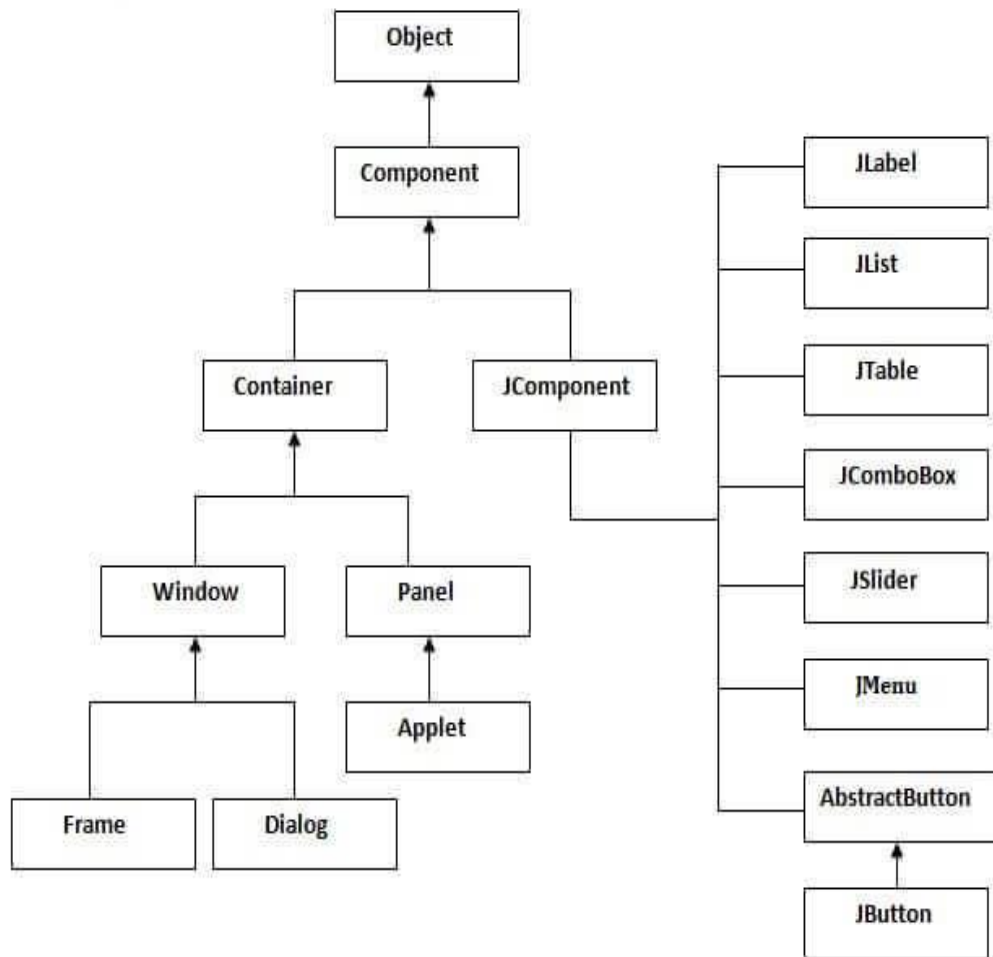 Object
Component
JLabel
JList
Container
JComponent
JTable
JComboBox
Window
Panel
JSlider
Applet
JMenu
Frame
Dialog
AbstractButton
JButton